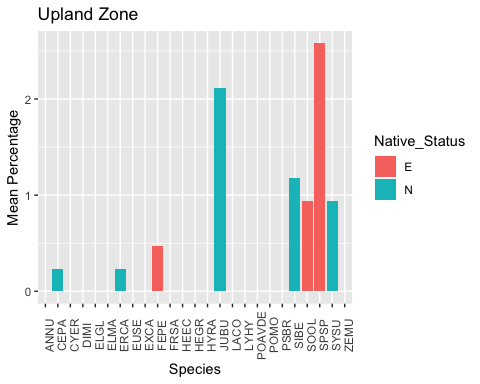 Upland Zone
Mean Percentage
2
1
0
ANNU
CEPA
CYER
DIMI
ELGL
ELMA
ERCA
EUSE
EXCA
FEPE
FRSA
HEEC
HEGR
HYRA
JUBU
LACO
LYHY
POAVDE
POMO
PSBR
SIBE
SOOL
SPSP
SYSU
ZEMU
Species
Native_Status
E
N